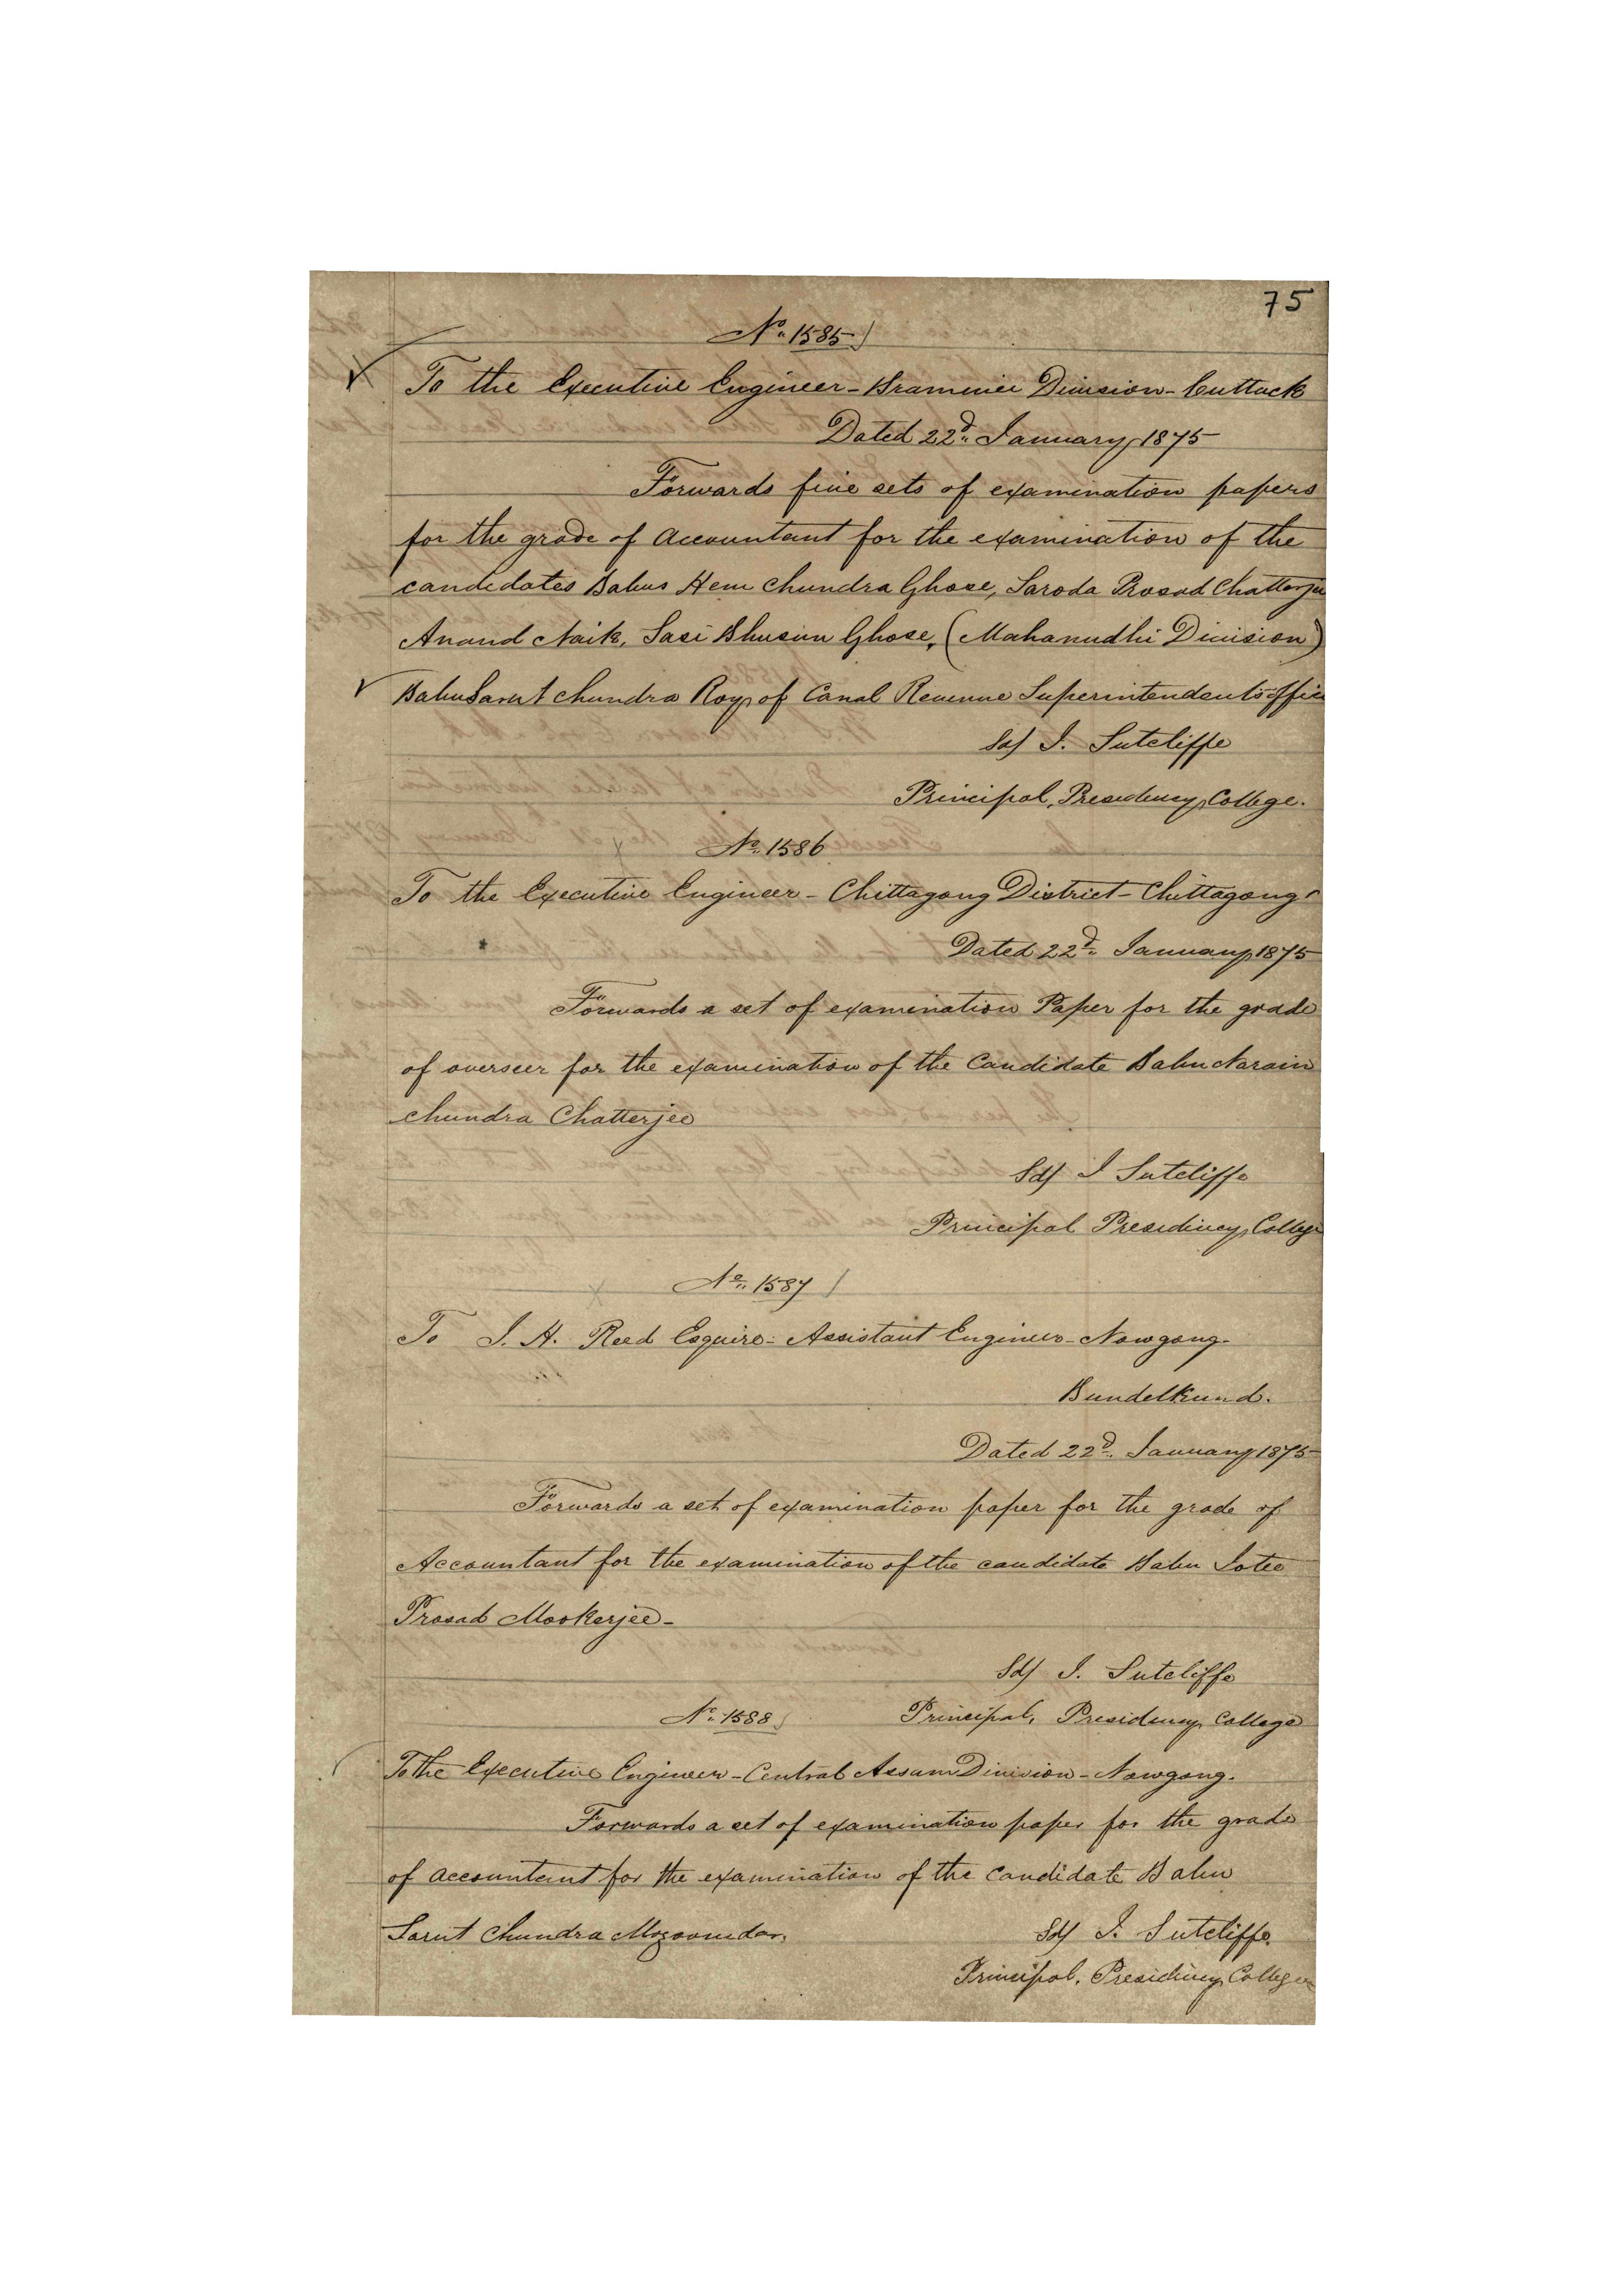 75
No. 1585
To the Executive Engineer - Braminee Division - Cuttack
Dated 22d. January 1875
Forwards five sets of examination papers
for the grade of Accountant for the examination of the
candidates Babus Hem Chundra Ghose, Saroda Prosad Chatterjee
Anand Naik, Sasi Bhusun Ghose, (Mahanudhi Division)
Babu Sarut Chundra Roy of Canal Revenue Superintendent's office
Sd/ J. Sutcliffe
Principal, Presidency College.
No. 1586
To the Executive Engineer - Chittagong District - Chittagong
Dated 22d. January 1875
Forwards a set of examination Paper for the grade
of overseer for the examination of the Candidate Babu Narain
Chundra Chatterjee
Sd/ J Sutcliffe
Principal Presidency College
No. 1587
To J. H. Reed Esquire - Assistant Engineer - Nowgong.
Bundelkund.
Dated 22d. January 1875
Forwards a set of examination paper for the grade of
Accountant for the examination of the candidate Babu Jotee
Prosad Mookerjee -
Sd/ J. Sutcliffe
No. 1588 Principal, Presidency College
To the Executive Engineer - Central Assam Division - Nowgong.
Forwards a set of examination paper for the grade
of accountant for the examination of the Candidate Babu
Sarut Chundra Mozoomdar. Sd/ J. Sutcliffe
Principal, Presidency College